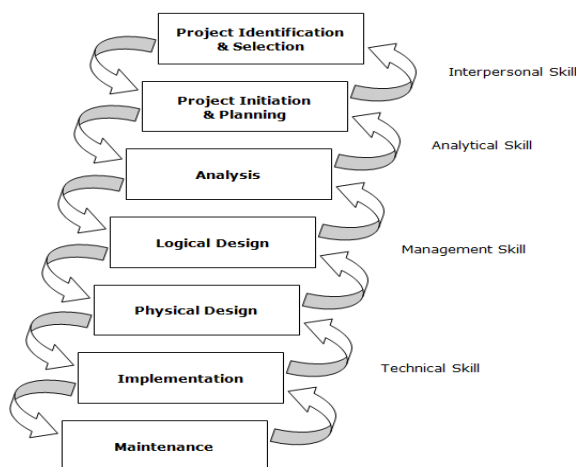 Project Identification
& Selection
Interpersonal Skill
Project Initiation
& Planning
Analytical Skill
Analysis
Logical Design
Management Skill
Physical Design
Technical Skill
Implementation
Maintenance